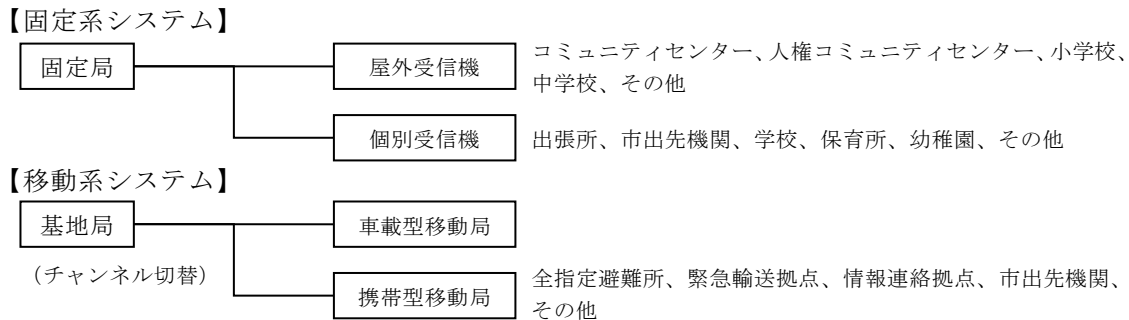 【固定系システム】
固定局
屋外受信機
コミュニティセンター、人権コミュニティセンター、小学校、
中学校、その他
個別受信機
出張所、市出先機関、学校、保育所、幼稚園、その他
【移動系システム】
基地局
車載型移動局
（チャンネル切替）
携帯型移動局
全指定避難所、緊急輸送拠点、情報連絡拠点、市出先機関、
その他